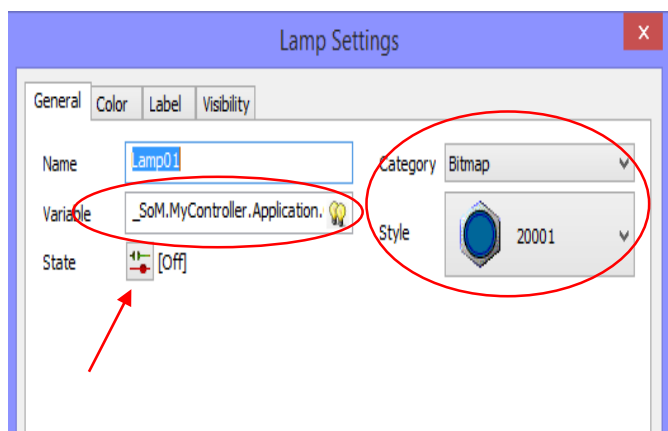 Lamp Settings
X
General Color Label Visibility
Name Lamp01
Category Bitmap
Variable _SoM.MyController.Application.
Style 20001
State [Off]